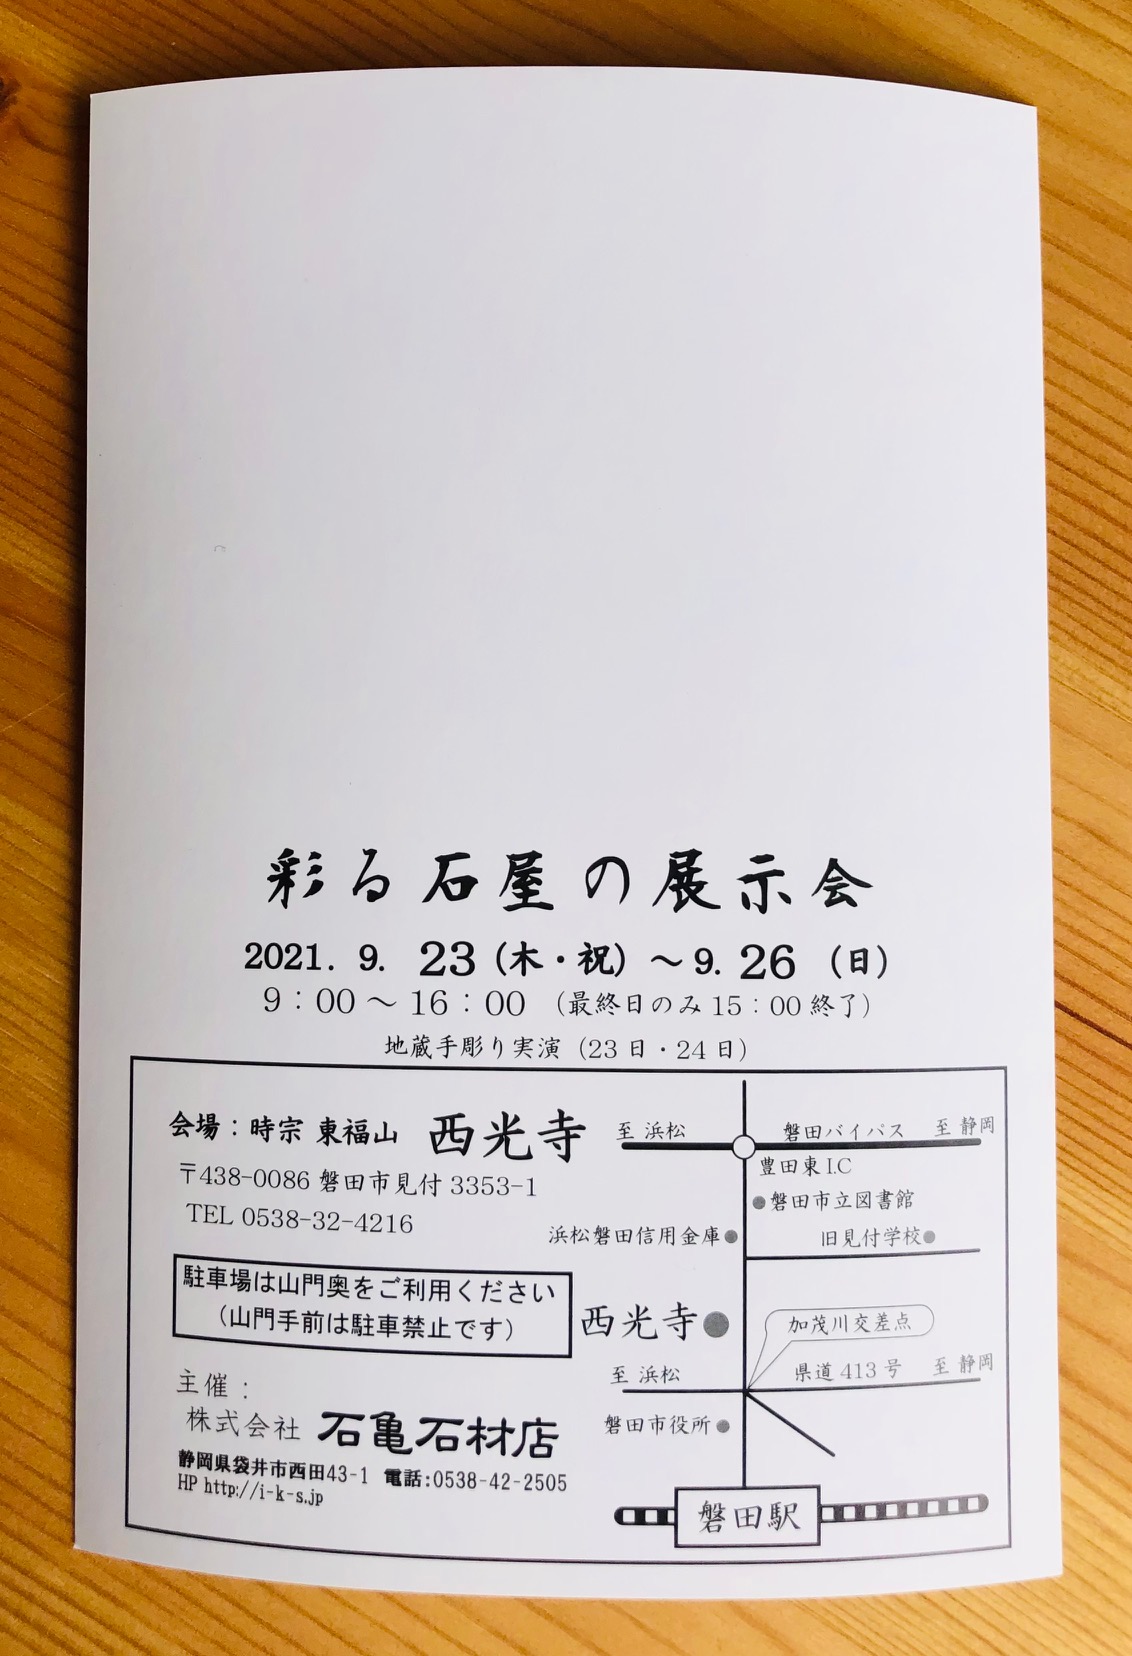 彩る石屋の展示会
2021. 9. 23（木・祝）～9. 26（日）
9：00～16：00（最終日のみ15：00終了）
地蔵手彫り実演（23日・24日）
会場：時宗 東福山 西光寺
〒438-0086 磐田市見付3353-1
TEL 0538-32-4216
駐車場は山門奥をご利用ください
（山門手前は駐車禁止です）
主催：
株式会社 石亀石材店
静岡県袋井市西田43-1 電話:0538-42-2505
HP http://i-k-s.jp
至 浜松
磐田バイパス
至 静岡
豊田東I.C
磐田市立図書館
浜松磐田信用金庫
旧見付学校
西光寺
加茂川交差点
至 浜松
県道413号
至 静岡
磐田市役所
磐田駅